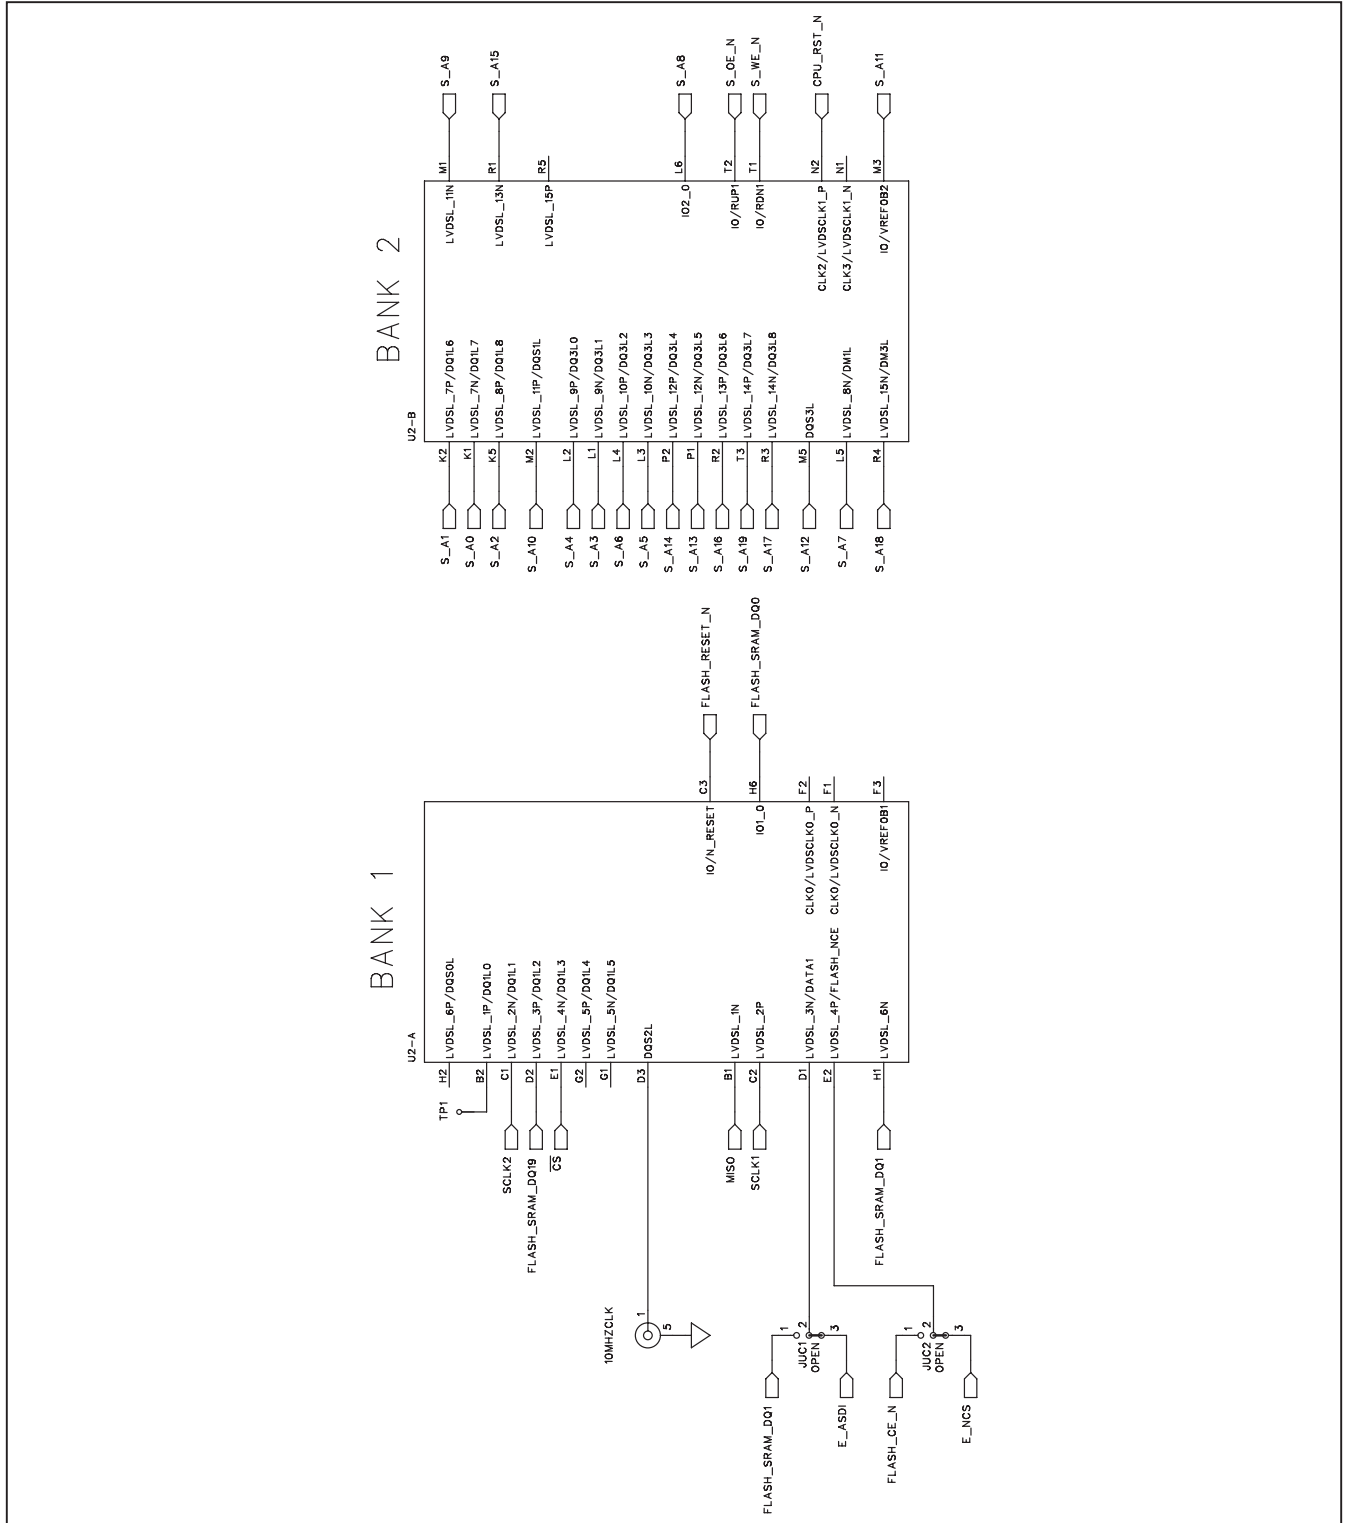 BANK 1
U2-A
TP1
H2 LVDSL_6P/DQS0L
B2 LVDSL_1P/DQ1L0
SCLK2 C1 LVDSL_2N/DQ1L1
FLASH_SRAM_DQ19 D2 LVDSL_3P/DQ1L2
CS E1 LVDSL_4N/DQ1L3
G2 LVDSL_5P/DQ1L4
G1 LVDSL_5N/DQ1L5
10MHZCLK 1 D3 DQS2L
5
IO/N_RESET C3 FLASH_RESET_N
MISO B1 LVDSL_1N
SCLK1 C2 LVDSL_2P
IO1_0 H6 FLASH_SRAM_DQ0
FLASH_SRAM_DQ1 1
JUC1 2
OPEN
D1 LVDSL_3N/DATA1
CLK0/LVDSCLK0_P F2
E_ASDI 3
E2 LVDSL_4P/FLASH_NCE
CLK0/LVDSCLK0_N F1
FLASH_SRAM_DQ1 H1 LVDSL_6N
IO/VREF0B1 F3
FLASH_CE_N 1
JUC2 2
OPEN
E_NCS 3
BANK 2
U2-B
S_A1 K2 LVDSL_7P/DQ1L6
LVDSL_11N M1 S_A9
S_A0 K1 LVDSL_7N/DQ1L7
S_A2 K5 LVDSL_8P/DQ1L8
LVDSL_13N R1 S_A15
S_A10 M2 LVDSL_11P/DQS1L
LVDSL_15P R5
S_A4 L2 LVDSL_9P/DQ3L0
S_A3 L1 LVDSL_9N/DQ3L1
S_A6 L4 LVDSL_10P/DQ3L2
S_A5 L3 LVDSL_10N/DQ3L3
S_A14 P2 LVDSL_12P/DQ3L4
IO2_0 L6 S_A8
S_A13 P1 LVDSL_12N/DQ3L5
S_A16 R2 LVDSL_13P/DQ3L6
IO/RUP1 T2 S_OE_N
S_A19 T3 LVDSL_14P/DQ3L7
IO/RDN1 T1 S_WE_N
S_A17 R3 LVDSL_14N/DQ3L8
S_A12 M5 DQS3L
CLK2/LVDSCLK1_P N2 CPU_RST_N
S_A7 L5 LVDSL_8N/DM1L
CLK3/LVDSCLK1_N N1
S_A18 R4 LVDSL_15N/DM3L
IO/VREF0B2 M3 S_A11